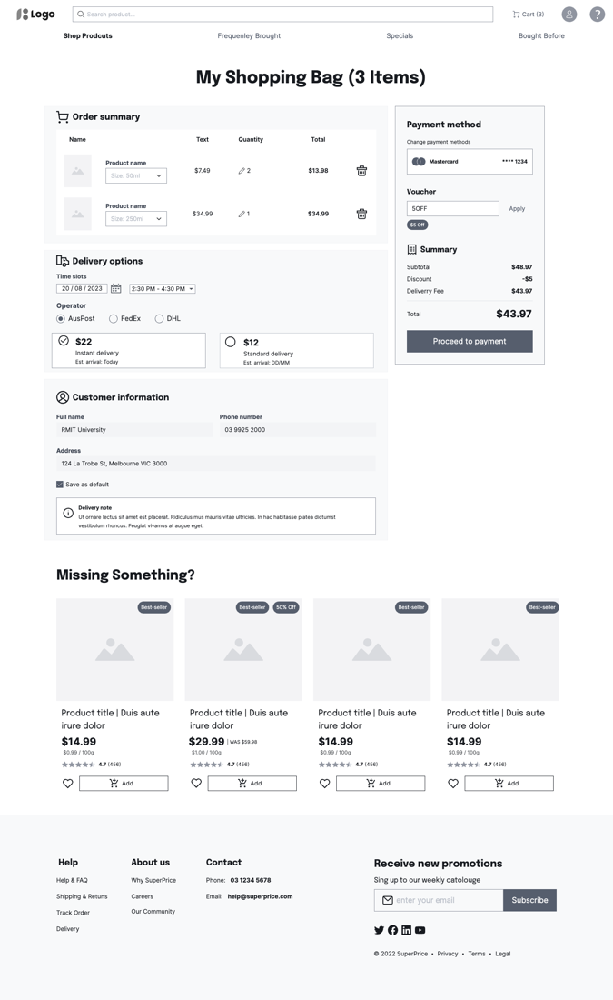 Logo
Search product...
Cart (3)
?
Shop Prodcuts
Frequenley Brought
Specials
Bought Before
My Shopping Bag (3 Items)
Order summary
Name
Text
Quantity
Total
Product name
Size: 50ml
$7.49
2
$13.98
Product name
Size: 250ml
$34.99
1
$34.99
Delivery options
Time slots
20 / 08 / 2023
2:30 PM - 4:30 PM
Operator
AusPost
FedEx
DHL
$22
Instant delivery
Est. arrival: Today
$12
Standard delivery
Est. arrival: DD/MM
Customer information
Full name
Phone number
RMIT University
03 9925 2000
Address
124 La Trobe St, Melbourne VIC 3000
Save as default
Delivery note
Ut ornare lectus sit amet est placerat. Ridiculus mus mauris vitae ultricies. In hac habitasse platea dictumst
vestibulum rhoncus. Feugiat vivamus at augue eget.
Payment method
Change payment methods
Mastercard
**** 1234
Voucher
5OFF
Apply
$5 Off
Summary
Subtotal
$48.97
Discount
-$5
Deliverry Fee
$43.97
Total
$43.97
Proceed to payment
Missing Something?
Best-seller
Product title | Duis aute
irure dolor
$14.99
$0.99 / 100g
4.7 (456)
Add
Best-seller
50% Off
Product title | Duis aute
irure dolor
$29.99 | WAS $59.98
$1.00 / 100g
4.7 (456)
Add
Best-seller
Product title | Duis aute
irure dolor
$14.99
$0.99 / 100g
4.7 (456)
Add
Best-seller
Product title | Duis aute
irure dolor
$14.99
$0.99 / 100g
4.7 (456)
Add
Help
Help & FAQ
Shipping & Retuns
Track Order
Delivery
About us
Why SuperPrice
Careers
Our Community
Contact
Phone: 03 1234 5678
Email: help@superprice.com
Receive new promotions
Sing up to our weekly catolouge
enter your email
Subscribe
© 2022 SuperPrice • Privacy • Terms • Legal